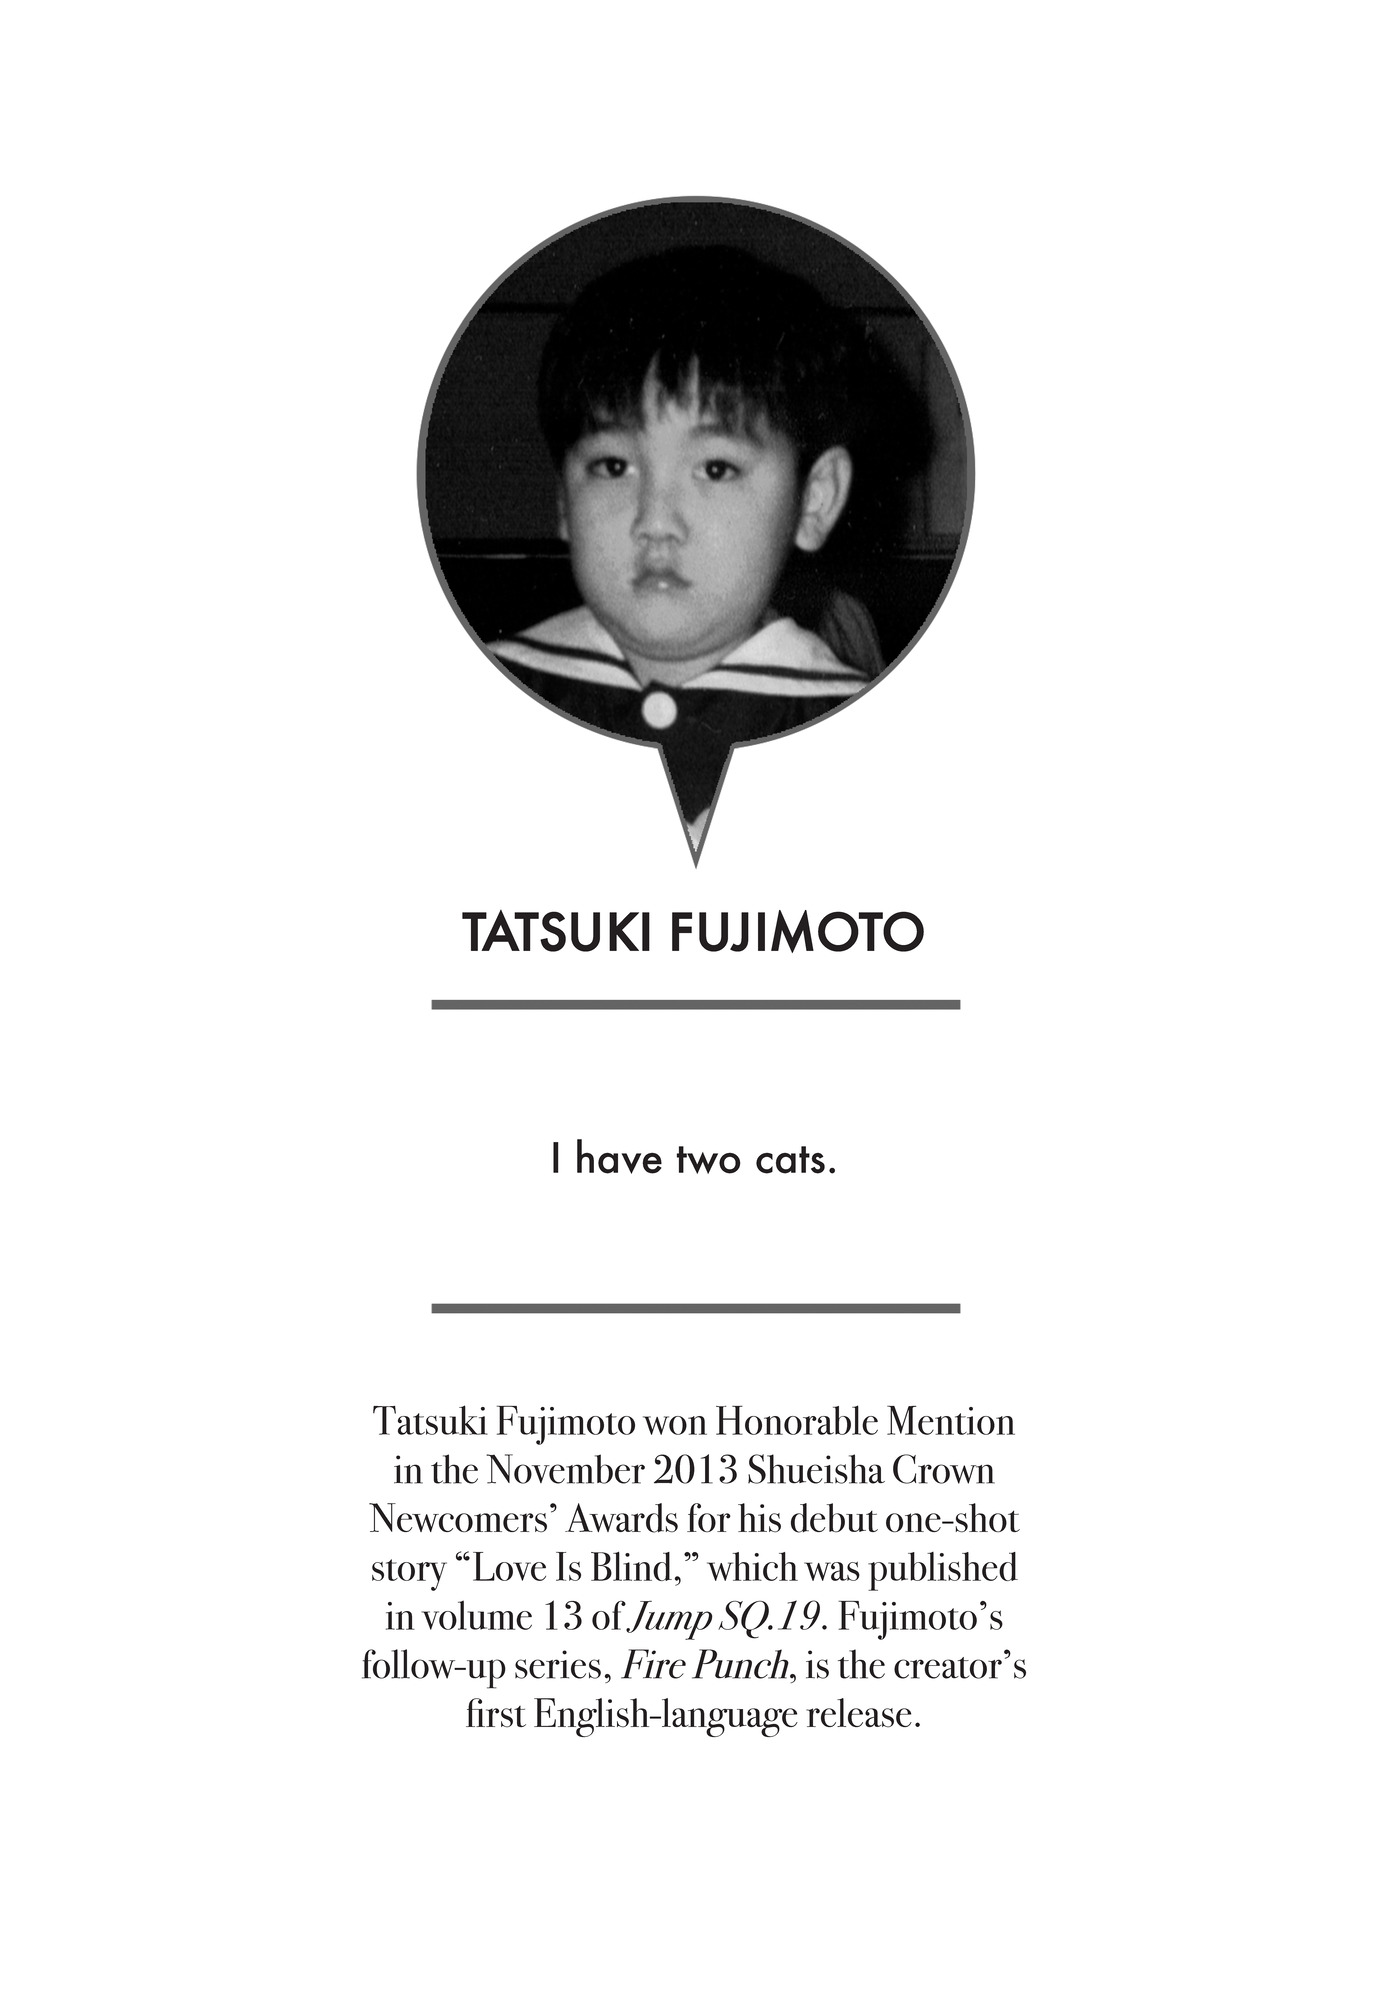 TATSUKI FUJIMOTO
I have two cats.
Tatsuki Fujimoto won Honorable Mention
in the November 2013 Shueisha Crown
Newcomers’ Awards for his debut one-shot
story “Love Is Blind,” which was published
in volume 13 of Jump SQ.19. Fujimoto’s
follow-up series, Fire Punch, is the creator’s
first English-language release.